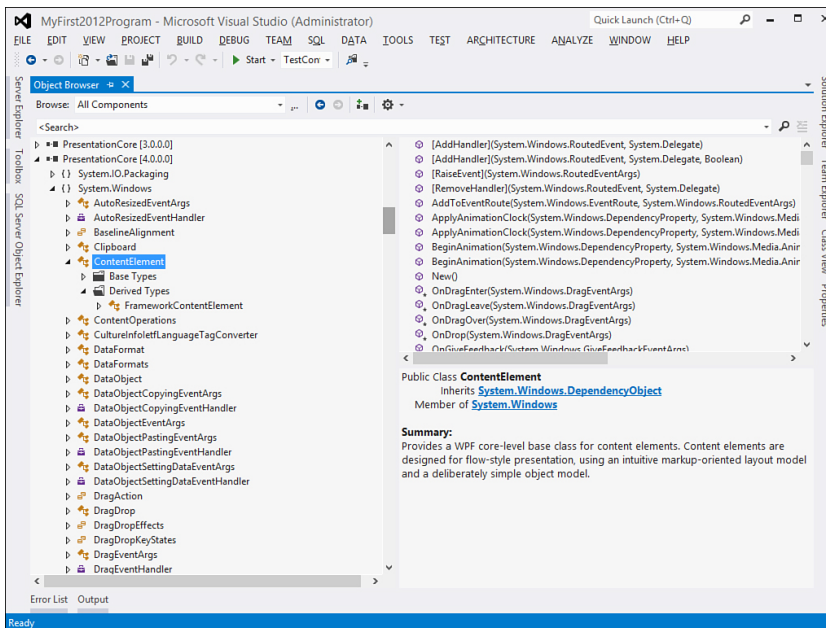 MyFirst2012Program - Microsoft Visual Studio (Administrator)
Quick Launch (Ctrl+Q)
FILE EDIT VIEW PROJECT BUILD DEBUG TEAM SQL DATA TOOLS TEST ARCHITECTURE ANALYZE WINDOW HELP
Start
TestCon
Server Explorer
Toolbox
SQL Server Object Explorer
Object Browser
Browse: All Components
...
<Search>
PresentationCore [3.0.0.0]
PresentationCore [4.0.0.0]
{ } System.IO.Packaging
{ } System.Windows
AutoResizedEventArgs
AutoResizedEventHandler
BaselineAlignment
Clipboard
ContentElement
Base Types
Derived Types
FrameworkContentElement
ContentOperations
CultureInfoIetfLanguageTagConverter
DataFormat
DataFormats
DataObject
DataObjectCopyingEventArgs
DataObjectCopyingEventHandler
DataObjectEventArgs
DataObjectPastingEventArgs
DataObjectPastingEventHandler
DataObjectSettingDataEventArgs
DataObjectSettingDataEventHandler
DragAction
DragDrop
DragDropEffects
DragDropKeyStates
DragEventArgs
DragEventHandler
[AddHandler](System.Windows.RoutedEvent, System.Delegate)
[AddHandler](System.Windows.RoutedEvent, System.Delegate, Boolean)
[RaiseEvent](System.Windows.RoutedEventArgs)
[RemoveHandler](System.Windows.RoutedEvent, System.Delegate)
AddToEventRoute(System.Windows.EventRoute, System.Windows.RoutedEventArgs)
ApplyAnimationClock(System.Windows.DependencyProperty, System.Windows.Medi
ApplyAnimationClock(System.Windows.DependencyProperty, System.Windows.Medi
BeginAnimation(System.Windows.DependencyProperty, System.Windows.Media.Anir
BeginAnimation(System.Windows.DependencyProperty, System.Windows.Media.Anir
New()
OnDragEnter(System.Windows.DragEventArgs)
OnDragLeave(System.Windows.DragEventArgs)
OnDragOver(System.Windows.DragEventArgs)
OnDrop(System.Windows.DragEventArgs)
OnGiveFeedback(System.Windows.GiveFeedbackEventArgs)
Public Class ContentElement
Inherits System.Windows.DependencyObject
Member of System.Windows
Summary:
Provides a WPF core-level base class for content elements. Content elements are
designed for flow-style presentation, using an intuitive markup-oriented layout model
and a deliberately simple object model.
Solution Explorer
Team Explorer
Class View
Properties
Error List Output
Ready